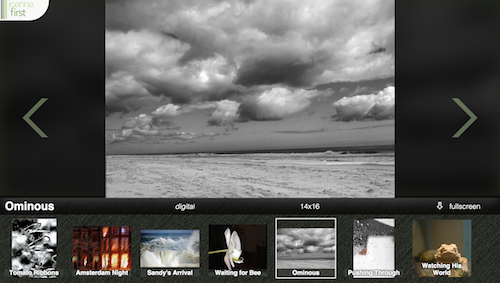 joanna
first
Ominous
digital
14x16
fullscreen
Tomato Ribbons
Amsterdam Night
Sandy's Arrival
Waiting for Bee
Ominous
Pushing Through
Watching His
World